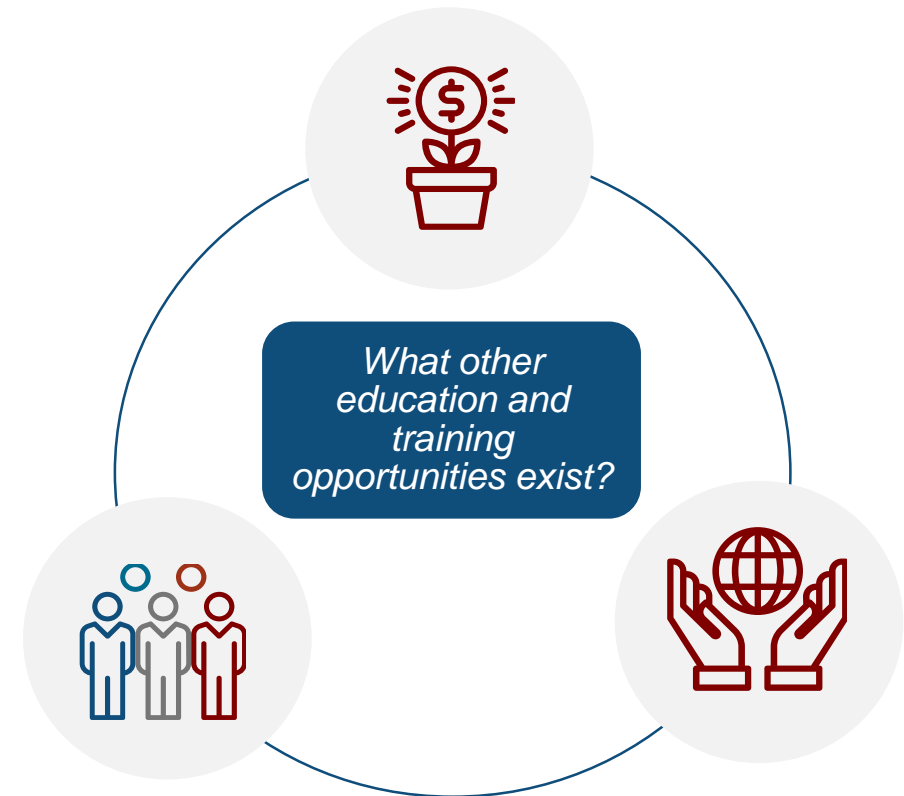 $
What other
education and
training
opportunities exist?